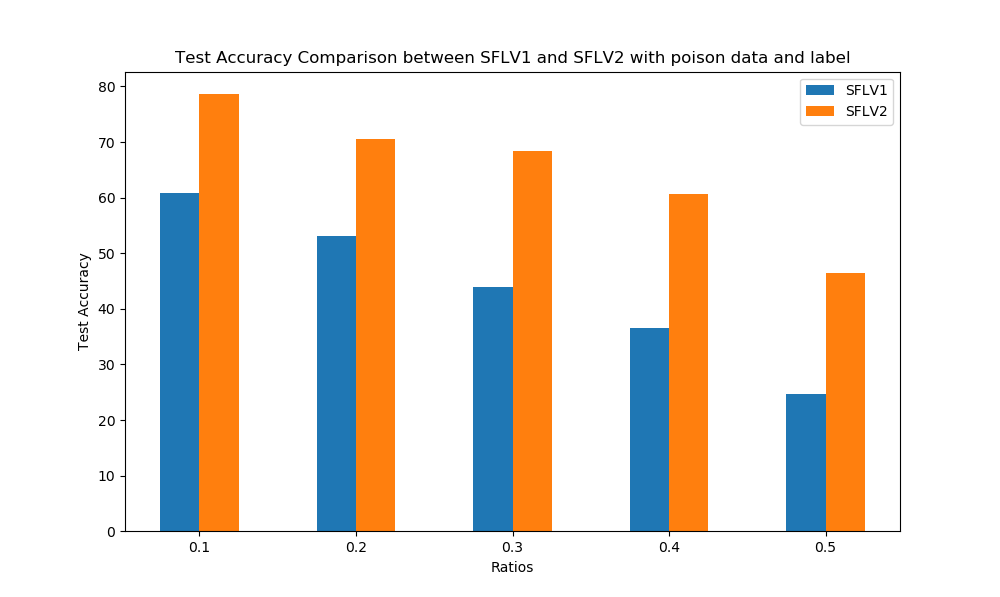 Test Accuracy Comparison between SFLV1 and SFLV2 with poison data and label
SFLV1
SFLV2
Test Accuracy
80
70
60
50
40
30
20
10
0
0.1 0.2 0.3 0.4 0.5
Ratios